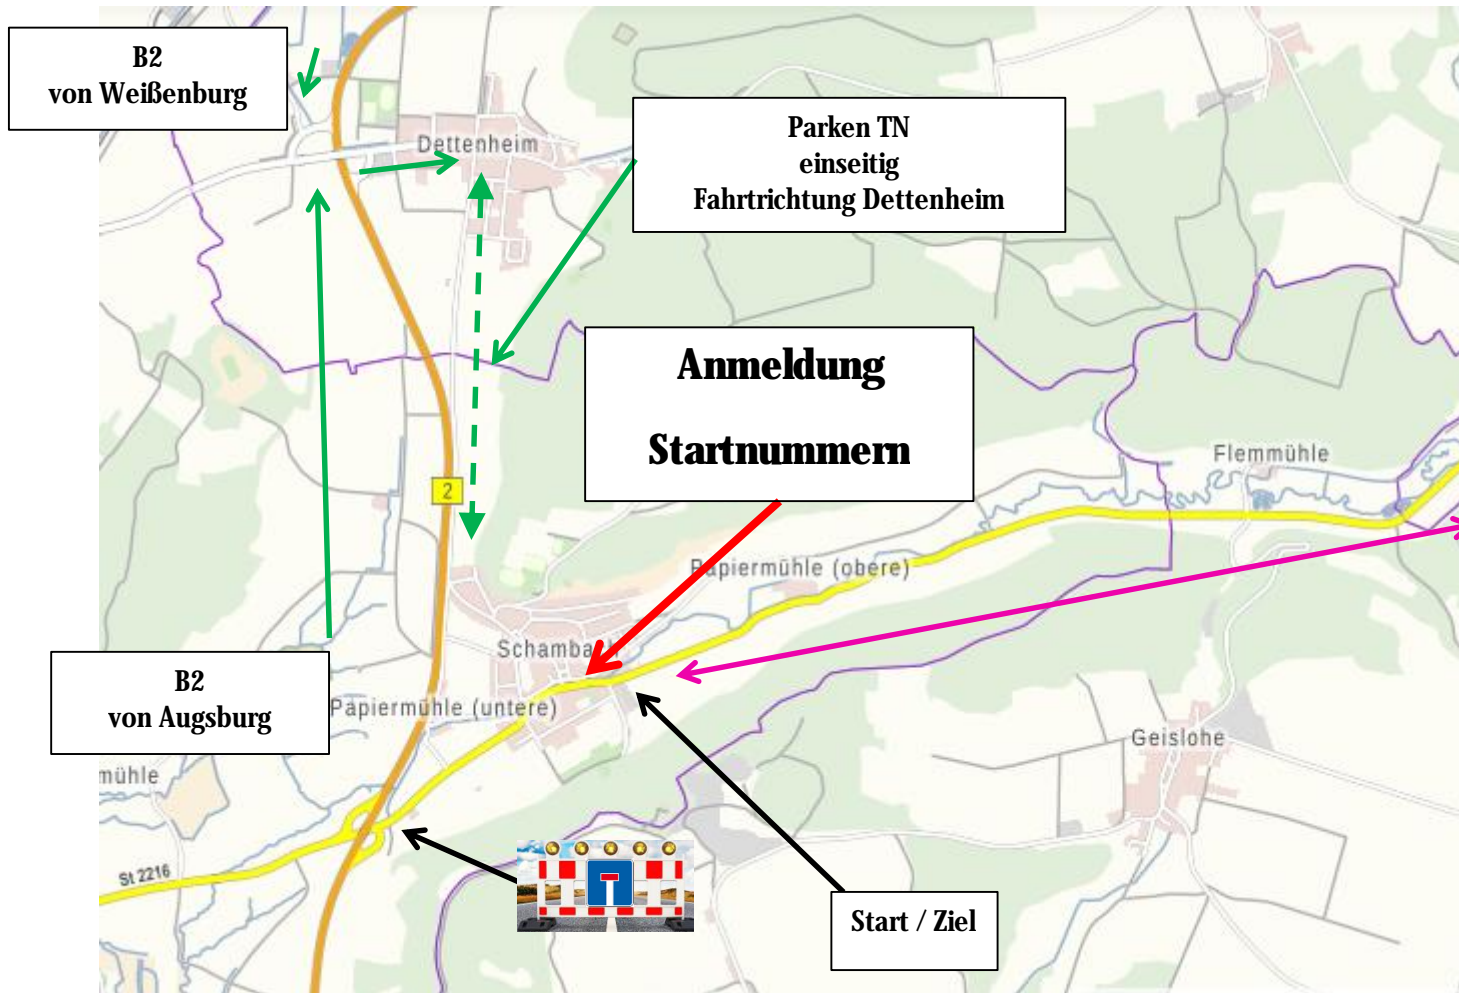 B2
von Weißenburg
Dettenheim
Parken TN
einseitig
Fahrtrichtung Dettenheim
Anmeldung
Startnummern
2
Flemmühle
Papiermühle (obere)
Schambach
B2
von Augsburg
Papiermühle (untere)
Geislohe
mühle
St 2216
Start / Ziel